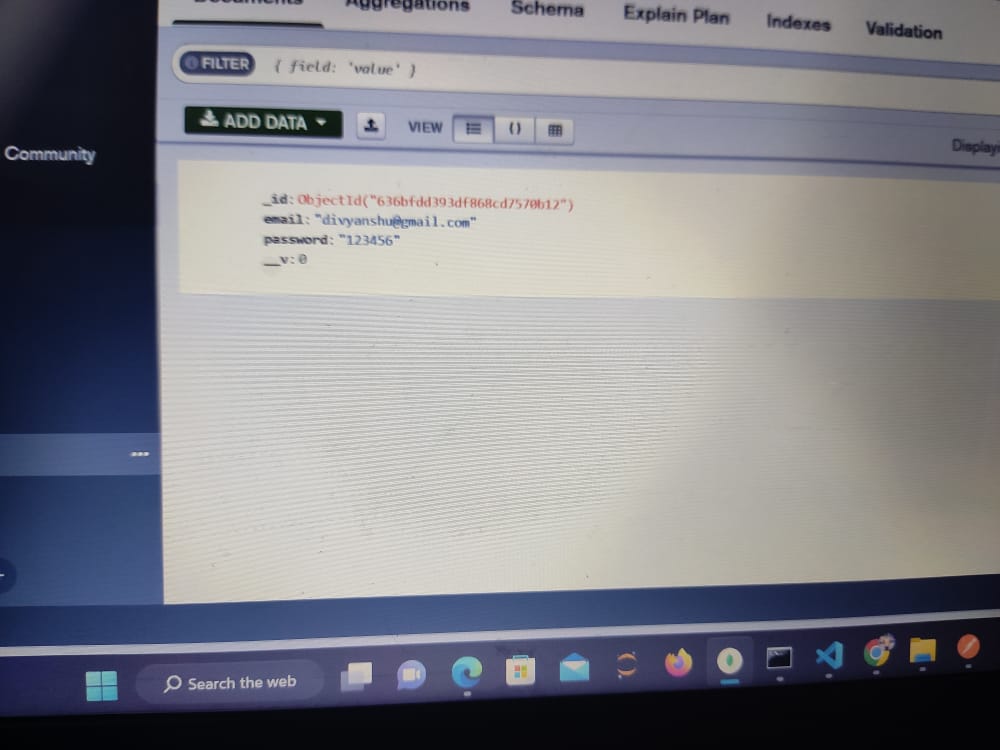 Documents Aggregations Schema Explain Plan Indexes Validation
FILTER { field: 'value' }
ADD DATA VIEW {}
Community
_id: ObjectId("636bfdd393df868cd7570b12")
email: "divyanshu@gmail.com"
password: "123456"
__v: 0
Search the web